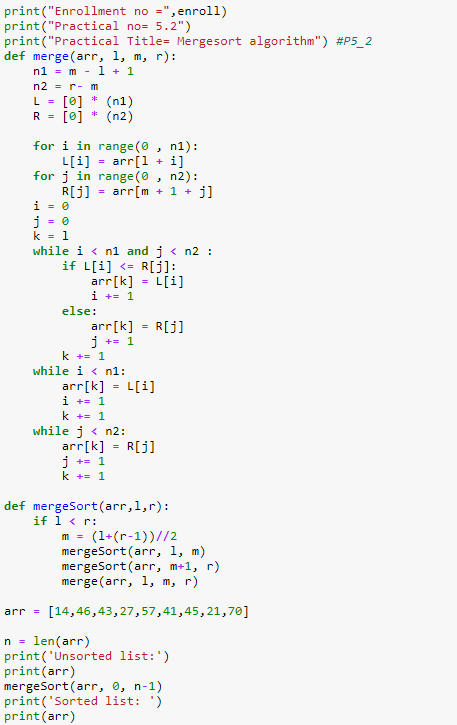 print("Enrollment no =",enroll)
print("Practical no= 5.2")
print("Practical Title= Mergesort algorithm") #P5_2
def merge(arr, l, m, r):
    n1 = m - l + 1
    n2 = r- m
    L = [0] * (n1)
    R = [0] * (n2)

    for i in range(0 , n1):
        L[i] = arr[l + i]
    for j in range(0 , n2):
        R[j] = arr[m + 1 + j]
    i = 0
    j = 0
    k = l
    while i < n1 and j < n2 :
        if L[i] <= R[j]:
            arr[k] = L[i]
            i += 1
        else:
            arr[k] = R[j]
            j += 1
        k += 1
    while i < n1:
        arr[k] = L[i]
        i += 1
        k += 1
    while j < n2:
        arr[k] = R[j]
        j += 1
        k += 1

def mergeSort(arr,l,r):
    if l < r:
        m = (l+(r-1))//2
        mergeSort(arr, l, m)
        mergeSort(arr, m+1, r)
        merge(arr, l, m, r)

arr = [14,46,43,27,57,41,45,21,70]

n = len(arr)
print('Unsorted list:')
print(arr)
mergeSort(arr, 0, n-1)
print('Sorted list: ')
print(arr)